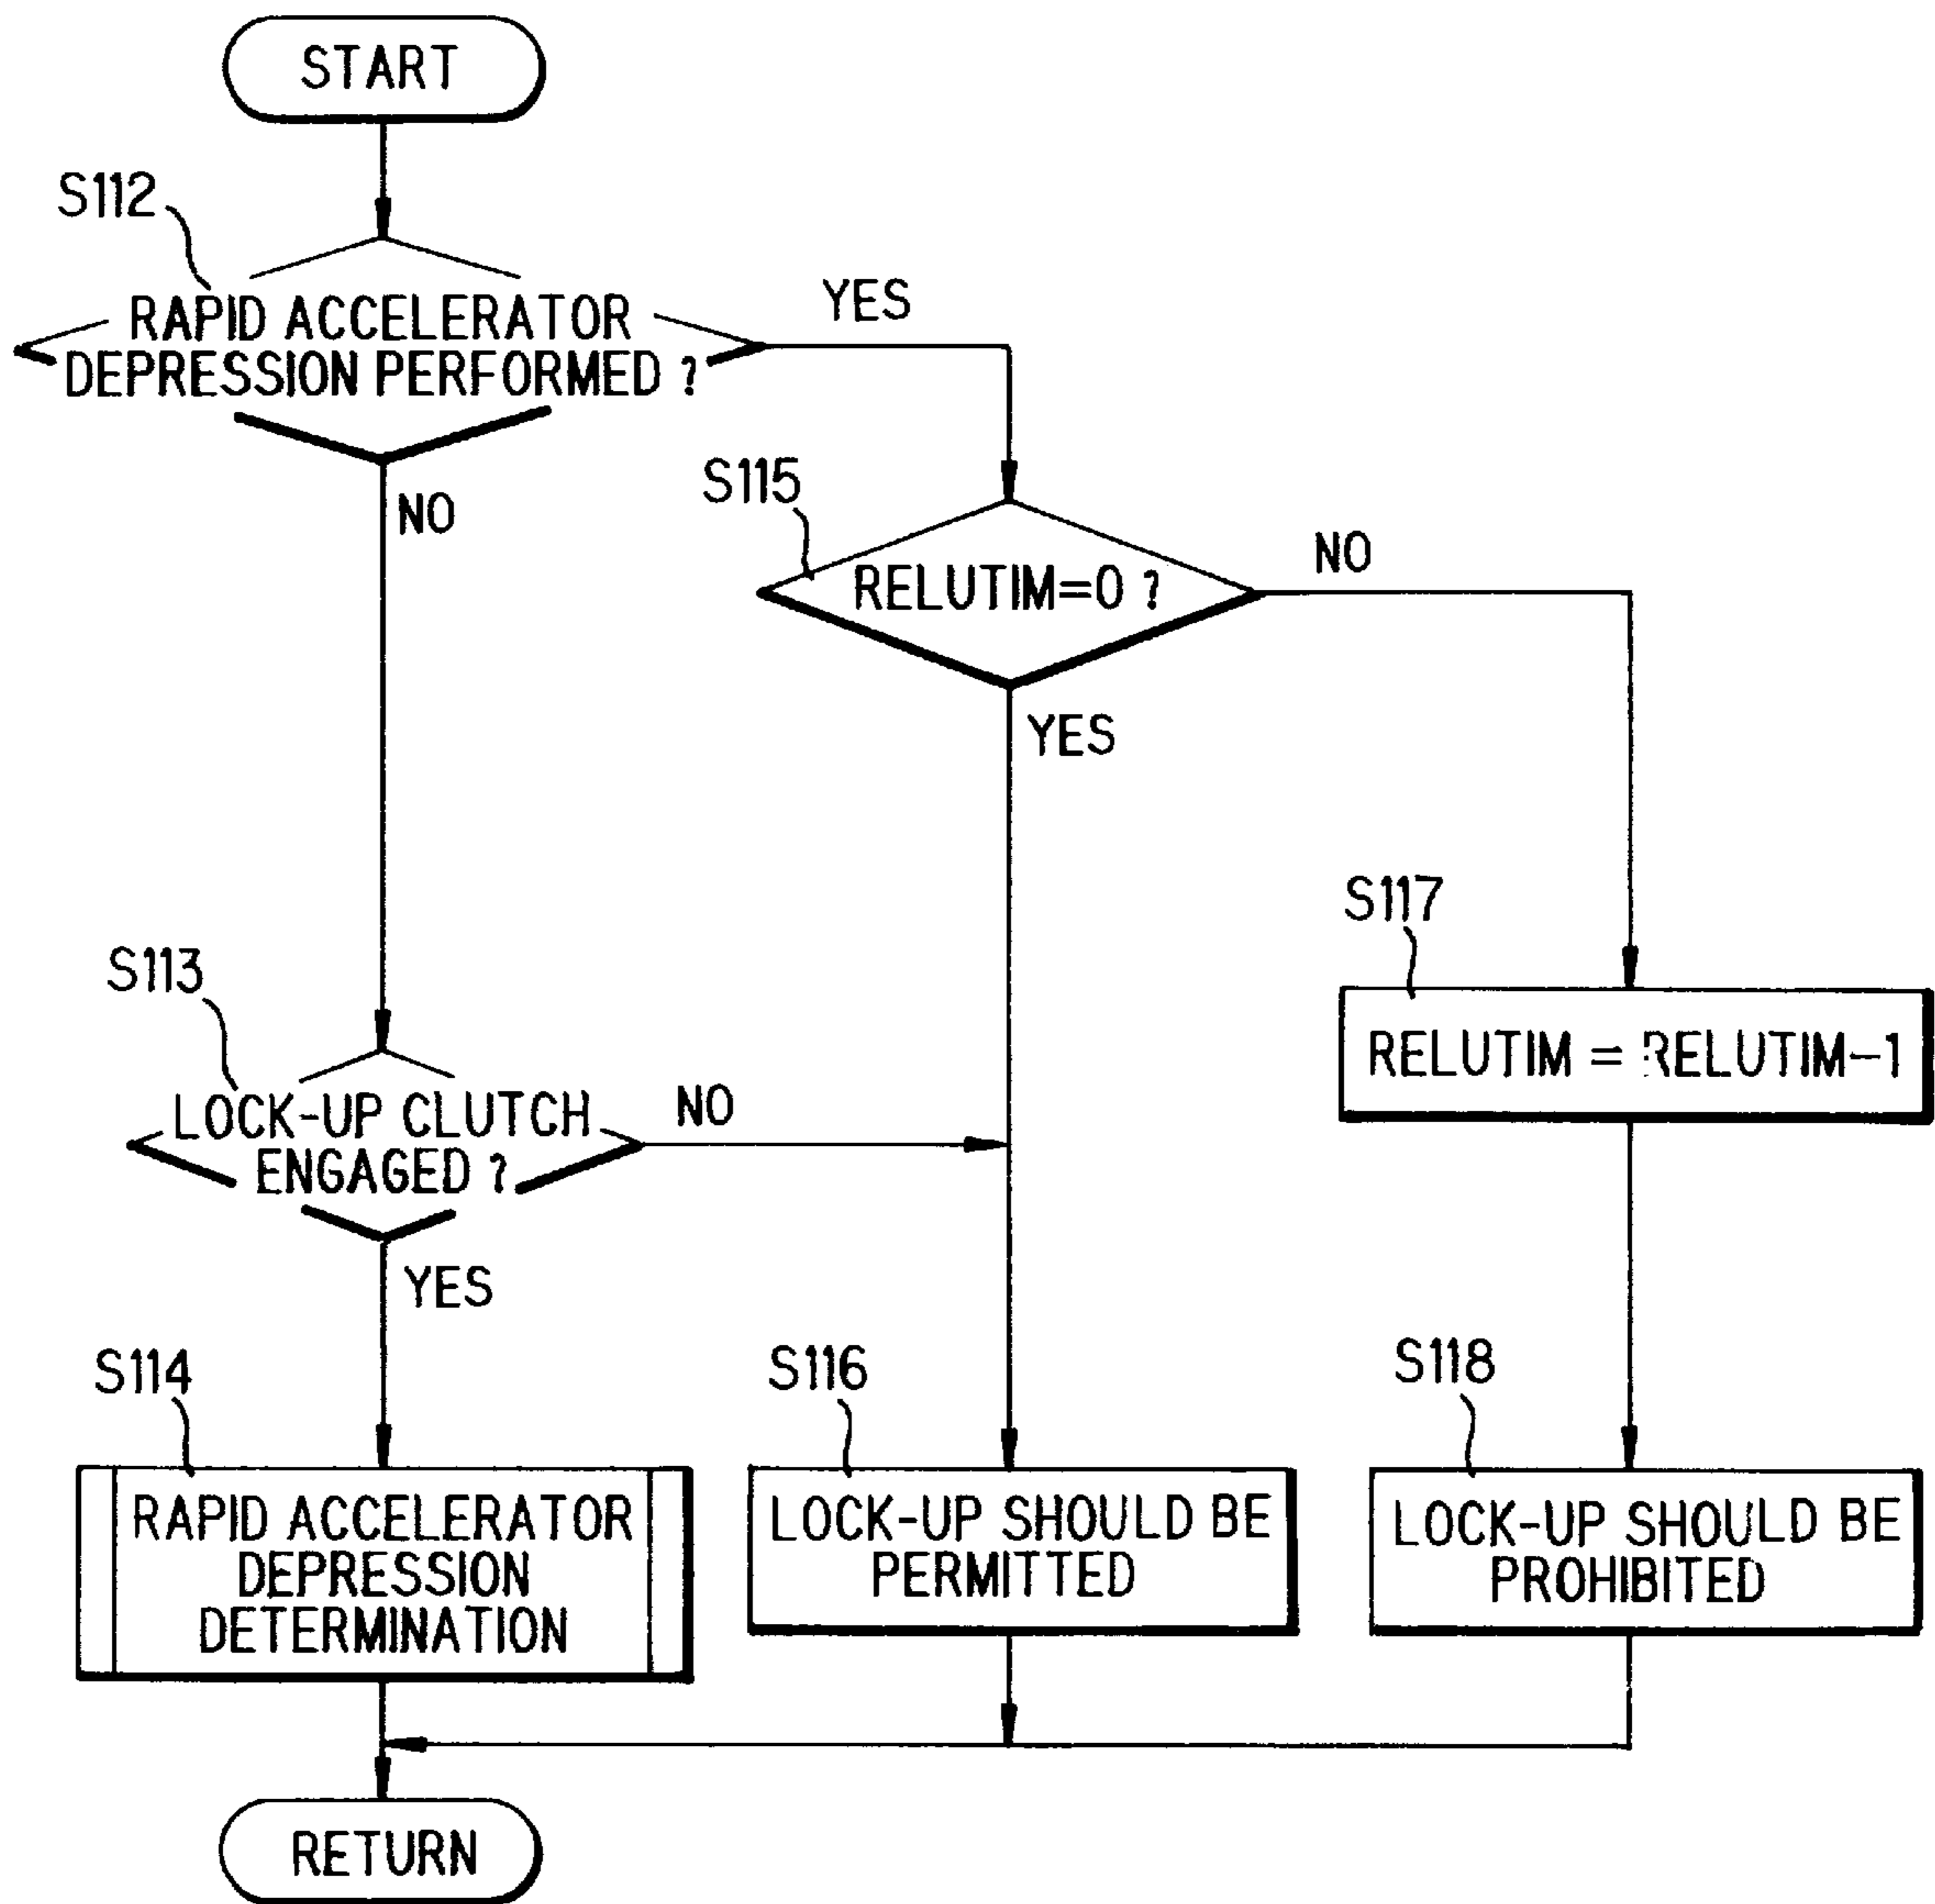 START
S112
RAPID ACCELERATOR
DEPRESSION PERFORMED ?
YES
NO
S115
RELUTIM=0 ?
NO
YES
S117
RELUTIM = RELUTIM-1
S113
LOCK-UP CLUTCH
ENGAGED ?
NO
YES
S114
RAPID ACCELERATOR
DEPRESSION
DETERMINATION
S116
LOCK-UP SHOULD BE
PERMITTED
S118
LOCK-UP SHOULD BE
PROHIBITED
RETURN